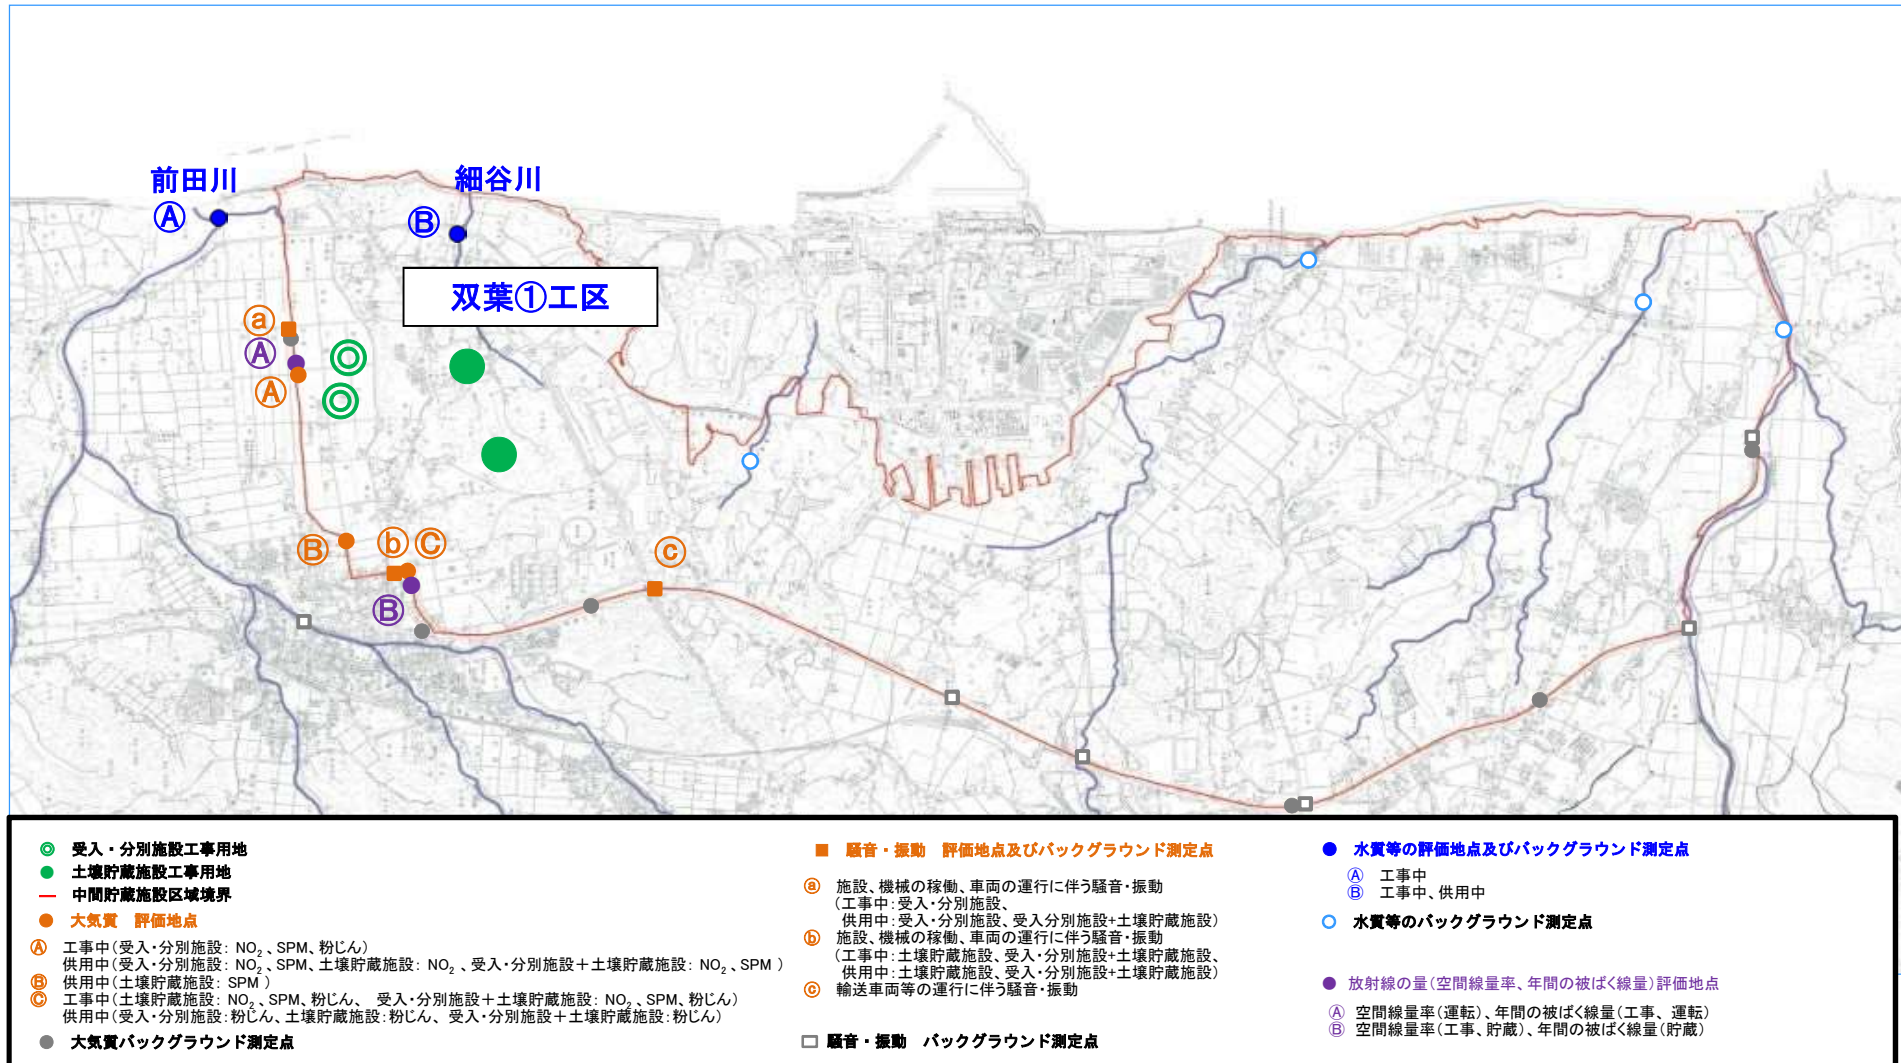 前田川
細谷川
Ⓐ
Ⓑ
双葉①工区
ⓐ
Ⓐ
Ⓐ
Ⓑ
ⓑ
Ⓒ
ⓒ
Ⓑ
受入・分別施設工事用地
土壌貯蔵施設工事用地
中間貯蔵施設区域境界
大気質 評価地点
Ⓐ 工事中(受入・分別施設: NO₂、SPM、粉じん)
供用中(受入・分別施設: NO₂、SPM、土壌貯蔵施設: NO₂、受入・分別施設＋土壌貯蔵施設: NO₂、SPM )
Ⓑ 供用中(土壌貯蔵施設: SPM )
Ⓒ 工事中(土壌貯蔵施設: NO₂、SPM、粉じん、 受入・分別施設＋土壌貯蔵施設: NO₂、SPM、粉じん)
供用中(受入・分別施設:粉じん、土壌貯蔵施設:粉じん、 受入・分別施設＋土壌貯蔵施設:粉じん)
大気質バックグラウンド測定点
騒音・振動 評価地点及びバックグラウンド測定点
ⓐ 施設、機械の稼働、車両の運行に伴う騒音・振動
(工事中:受入・分別施設、
供用中:受入・分別施設、受入分別施設+土壌貯蔵施設)
ⓑ 施設、機械の稼働、車両の運行に伴う騒音・振動
(工事中:土壌貯蔵施設、受入・分別施設+土壌貯蔵施設、
供用中:土壌貯蔵施設、受入・分別施設+土壌貯蔵施設)
ⓒ 輸送車両等の運行に伴う騒音・振動
騒音・振動 バックグラウンド測定点
水質等の評価地点及びバックグラウンド測定点
Ⓐ 工事中
Ⓑ 工事中、供用中
水質等のバックグラウンド測定点
放射線の量(空間線量率、年間の被ばく線量)評価地点
Ⓐ 空間線量率(運転)、年間の被ばく線量(工事、運転)
Ⓑ 空間線量率(工事、貯蔵)、年間の被ばく線量(貯蔵)